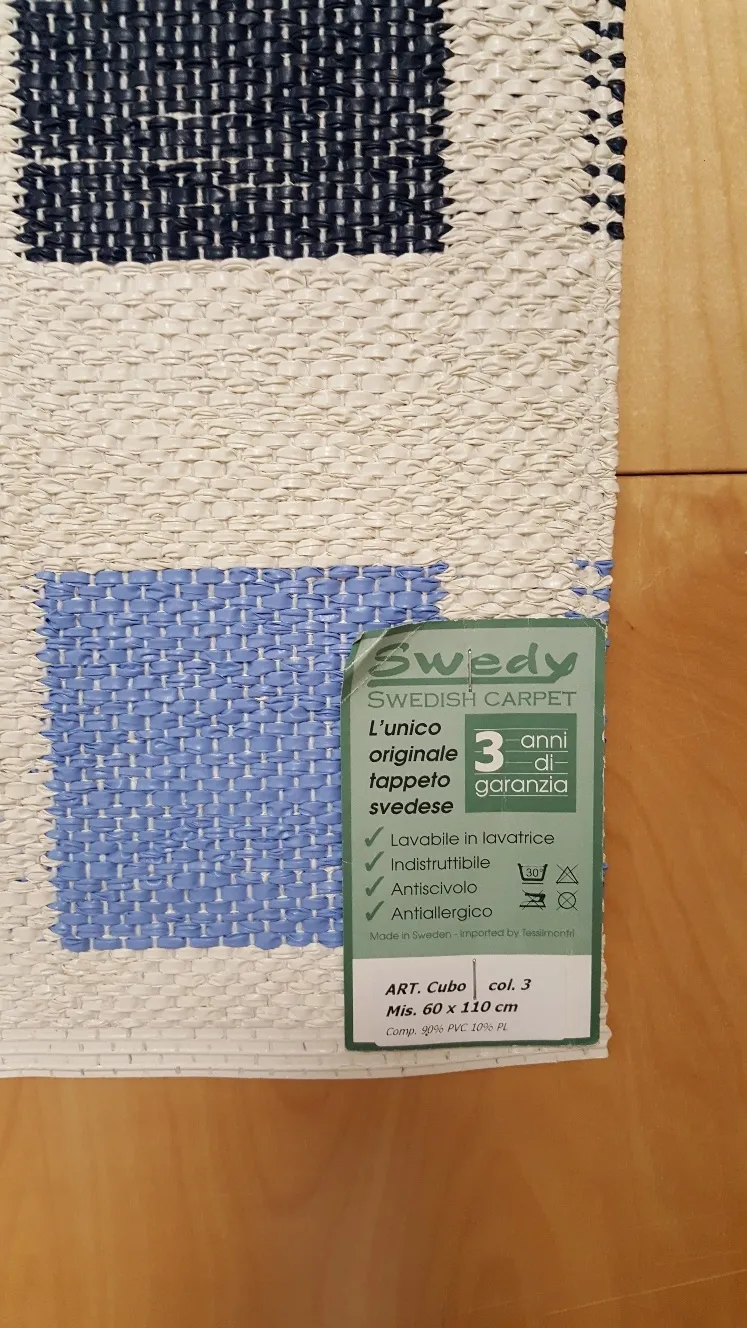 Swedy
SWEDISH CARPET
L'unico
originale
tappeto
svedese
3 anni
di
garanzia
Lavabile in lavatrice
Indistruttibile
Antiscivolo
Antiallergico
30°
Made in Sweden - imported by Tessilmonfrì
ART. Cubo col. 3
Mis. 60 x 110 cm
Comp. 90% PVC 10% PL